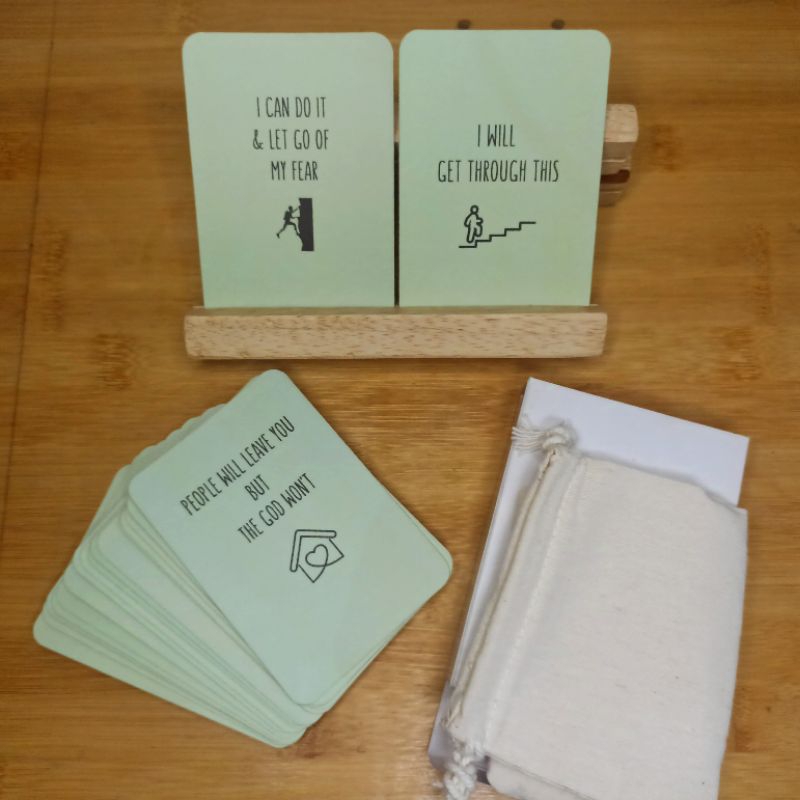 I CAN DO IT
& LET GO OF
MY FEAR
I WILL
GET THROUGH THIS
PEOPLE WILL LEAVE YOU
BUT
THE GOD WON'T